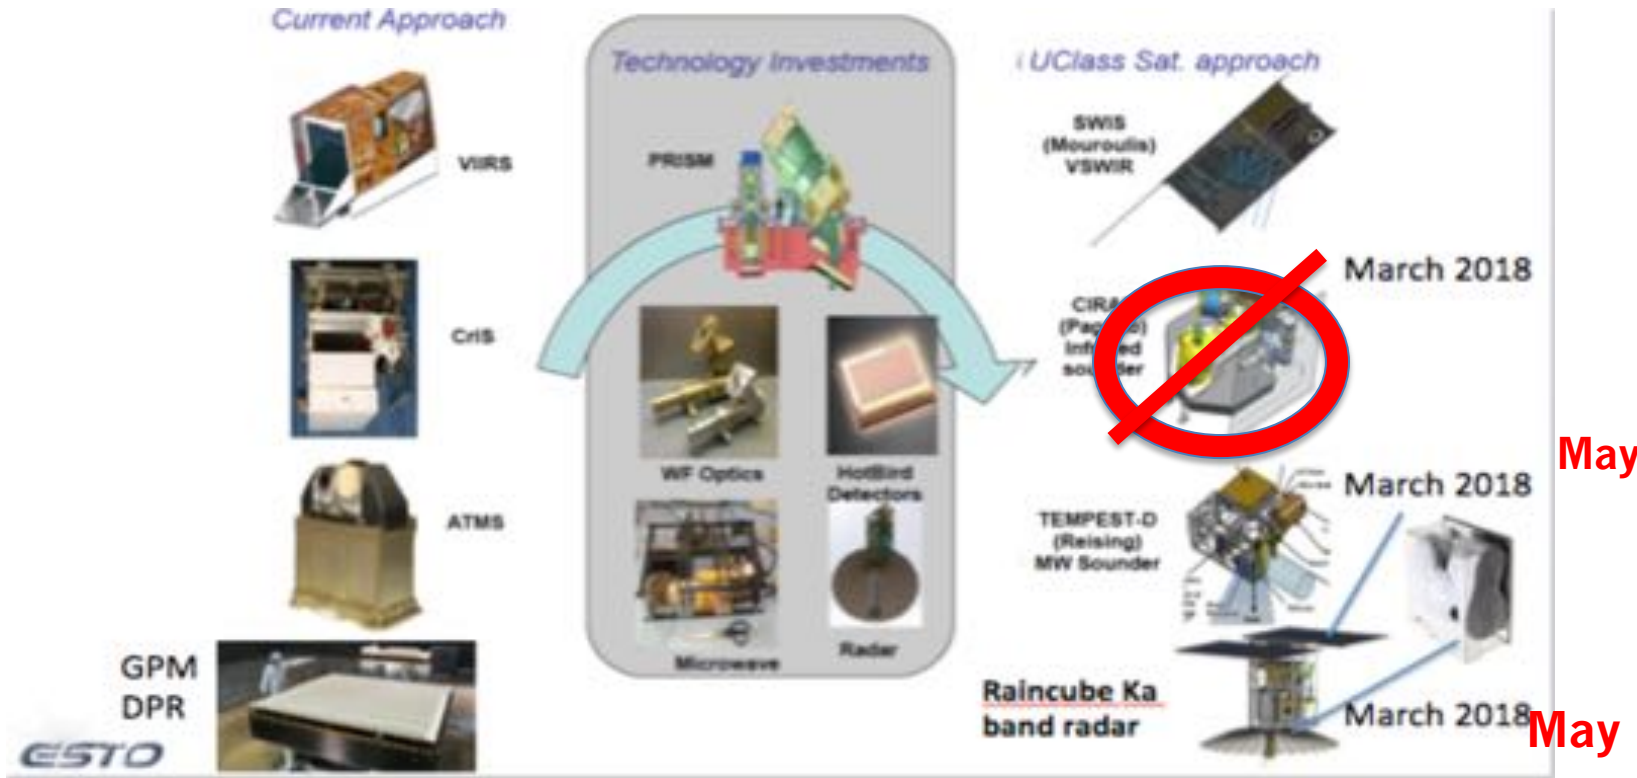 Current Approach
Technology Investments
UClass Sat. approach
VIIRS
PRISM
SWIS
(Mouroulis)
VSWIR
March 2018
CrIS
sounder
WF Optics
HotBird
Detectors
May
March 2018
ATMS
TEMPEST-D
(Reising)
MW Sounder
Microwave
Radar
GPM
DPR
Raincube Ka
band radar
March 2018
May
ESTO